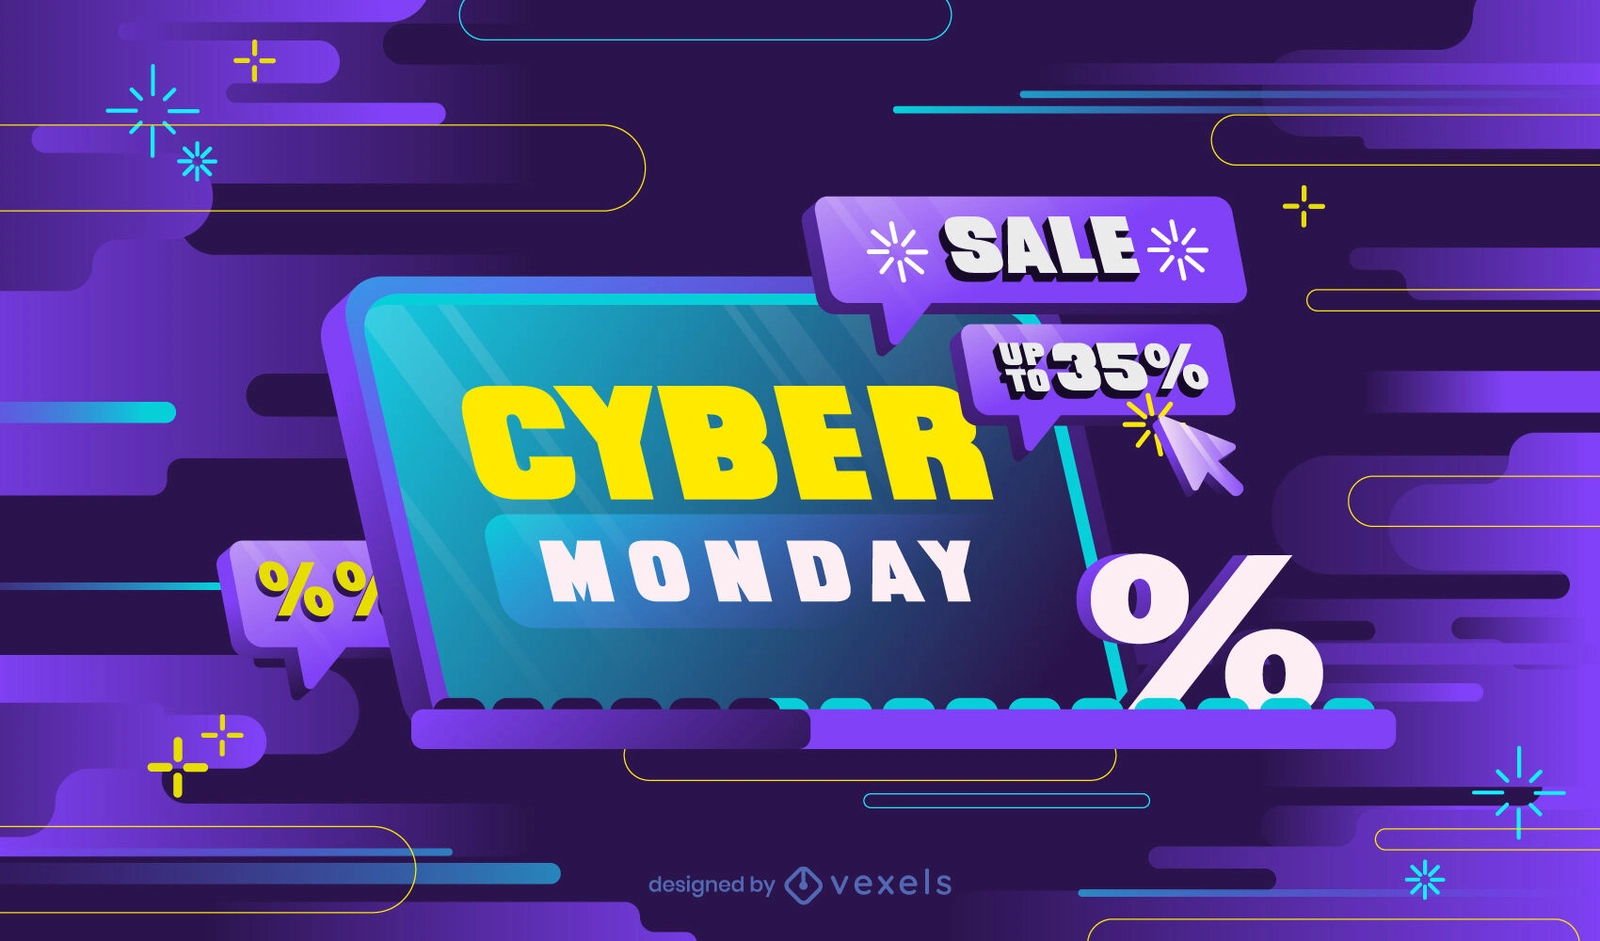 SALE
UP TO 35%
CYBER
MONDAY
%%
%
designed by vexels